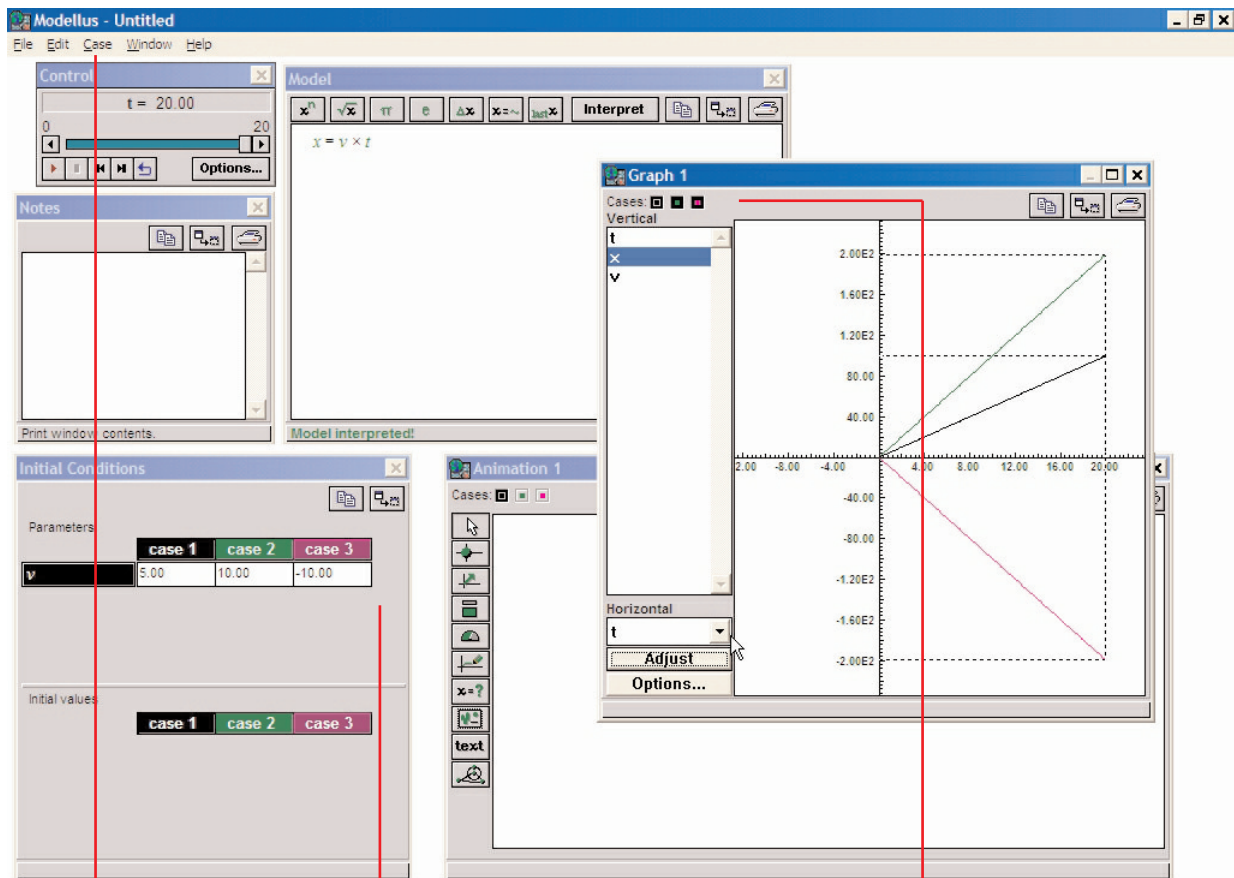 Modellus - Untitled
File Edit Case Window Help
Control
t = 20.00
0 20
Options...
Model
xⁿ √x π e Δx x=~ last x Interpret
x = v × t
Model interpreted!
Notes
Print window contents.
Graph 1
Cases:
Vertical
t
x
v
Horizontal
t
Adjust
Options...
2.00E2
1.60E2
1.20E2
80.00
40.00
2.00 -8.00 -4.00 4.00 8.00 12.00 16.00 20.00
-40.00
-80.00
-1.20E2
-1.60E2
-2.00E2
Initial Conditions
Parameters
case 1 case 2 case 3
v 5.00 10.00 -10.00
Initial values
case 1 case 2 case 3
Animation 1
Cases:
x=?
text